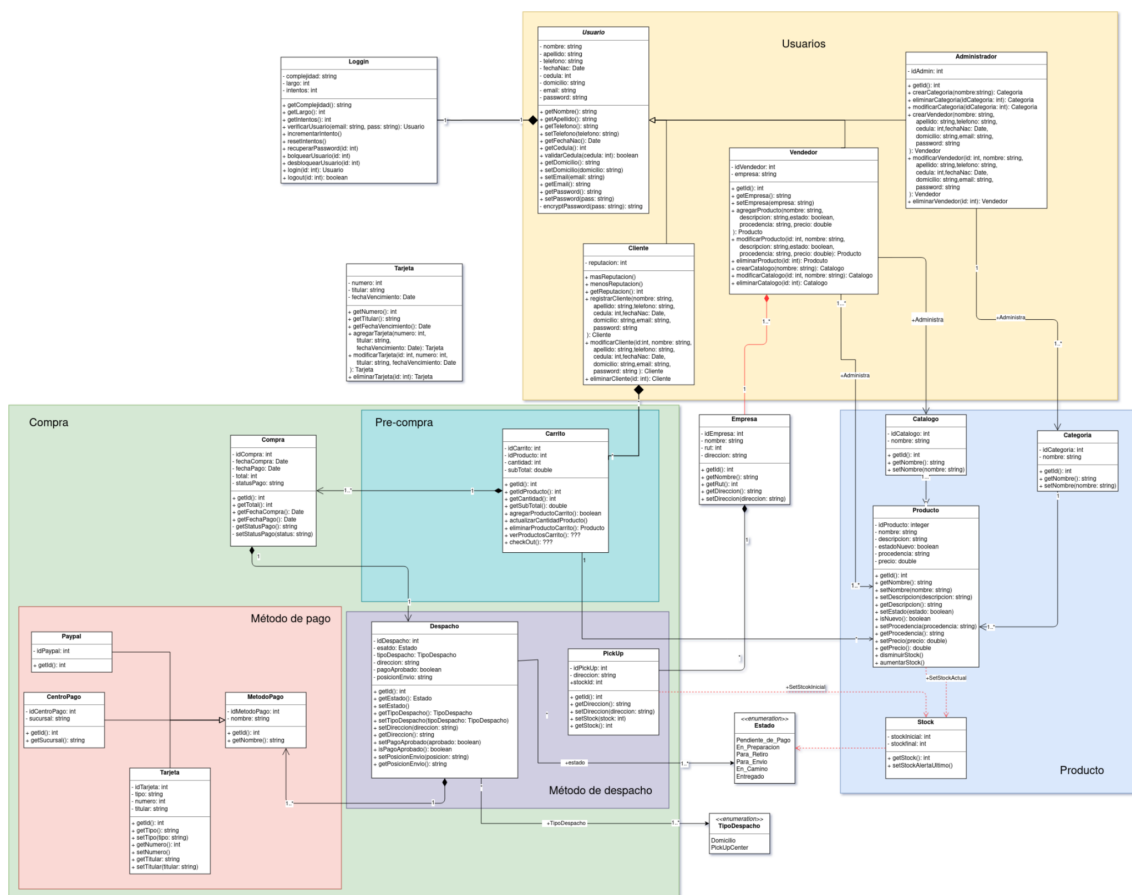 Usuarios
Usuario
- nombre: string
- apellido: string
- telefono: string
- fechaNac: Date
- cedula: int
- domicilio: string
- email: string
- password: string
+ getNombre(): string
+ getApellido(): string
+ getTelefono(): string
+ setTelefono(telefono: string)
+ getFechaNac(): Date
+ getCedula(): int
+ validarCedula(cedula: int): boolean
+ getDomicilio(): string
+ setDomicilio(domicilio: string)
+ setEmail(email: string)
+ getEmail(): string
+ getPassword(): string
+ setPassword(pass: string)
- encryptPassword(pass: string): string
Loggin
- complejidad: string
- largo: int
- intentos: int
+ getComplejidad(): string
+ getLargo(): int
+ getIntentos(): int
+ verificarUsuario(email: string, pass: string): Usuario
+ incrementarIntento()
+ resetIntentos()
+ recuperarPassword(id: int)
+ bolquearUsuario(id: int)
+ desbloquearUsuario(id: int)
+ login(id: int): Usuario
+ logout(id: int): boolean
1
1
Administrador
- idAdmin: int
+ getId(): int
+ crearCategoria(nombre:string): Categoria
+ eliminarCategoria(idCategoria: int): Categoria
+ modificarCategoria(idCategoria: int): Categoria
+ crearVendedor(nombre: string,
apellido: string,telefono: string,
cedula: int,fechaNac: Date,
domicilio: string,email: string,
password: string
): Vendedor
+ modificarVendedor(id: int, nombre: string,
apellido: string,telefono: string,
cedula: int,fechaNac: Date,
domicilio: string,email: string,
password: string
): Vendedor
+ eliminarVendedor(id: int): Vendedor
Vendedor
- idVendedor: int
- empresa: string
+ getId(): int
+ getEmpresa(): string
+ setEmpresa(empresa: string)
+ agregarProducto(nombre: string,
descripcion: string,estado: boolean,
procedencia: string, precio: double
): Producto
+ modificarProducto(id: int, nombre: string,
descripcion: string,estado: boolean,
procedencia: string, precio: double): Producto
+ eliminarProducto(id: int): Prodcuto
+ crearCatalogo(nombre: string): Catalogo
+ modificarCatalogo(id: int, nombre: string): Catalogo
+ eliminarCatalogo(id: int): Catalogo
Cliente
- reputacion: int
+ masReputacion()
+ menosReputacion()
+ getReputacion(): int
+ registrarCliente(nombre: string,
apellido: string,telefono: string,
cedula: int,fechaNac: Date,
domicilio: string,email: string,
password: string
): Cliente
+ modificarCliente(id:int, nombre: string,
apellido: string,telefono: string,
cedula: int,fechaNac: Date,
domicilio: string,email: string,
password: string ): Cliente
+ eliminarCliente(id: int): Cliente
Tarjeta
- numero: int
- titular: string
- fechaVencimiento: Date
+ getNumero(): int
+ getTitular(): string
+ getFechaVencimiento(): Date
+ agregarTarjeta(numero: int,
titular: string,
fechaVencimiento: Date): Tarjeta
+ modificarTarjeta(id: int, numero: int,
titular: string, fechaVencimiento: Date
): Tarjeta
+ eliminarTarjeta(id: int): Tarjeta
1
1..*
1..*
+Administra
+Administra
1..*
1
Compra
Pre-compra
Compra
- idCompra: int
- fechaCompra: Date
- fechaPago: Date
- total: int
- statusPago: string
+ getId(): int
+ getTotal(): int
+ getFechaCompra(): Date
+ getFechaPago(): Date
- getStatusPago(): string
- setStatusPago(status: string)
1..*
1
Carrito
- idCarrito: int
- idProducto: int
- cantidad: int
- subTotal: double
+ getId(): int
+ getIdProducto(): int
+ getCantidad(): int
+ getSubTotal(): double
+ agregarProductoCarrito(): boolean
+ actualizarCantidadProducto()
+ eliminarProductoCarrito(): Producto
+ verProductosCarrito(): ???
+ checkOut(): ???
Empresa
- idEmpresa: int
- nombre: string
- rut: int
- direccion: string
+ getId(): int
+ getNombre(): string
+ getRut(): int
+ getDireccion(): string
+ setDireccion(direccion: string)
Catalogo
- idCatalogo: int
- nombre: string
+ getId(): int
+ getNombre(): string
+ setNombre(nombre: string)
Categoria
- idCategoria: int
- nombre: string
+ getId(): int
+ getNombre(): string
+ setNombre(nombre: string)
Producto
- idProducto: integer
- nombre: string
- descripcion: string
- estadoNuevo: boolean
- procedencia: string
- precio: double
+ getId(): int
+ getNombre(): string
+ setNombre(nombre: string)
+ setDescripcion(descripcion: string)
+ getDescripcion(): string
+ setEstado(estado: boolean)
+ isNuevo(): boolean
+ setProcedencia(procedencia: string)
+ getProcedencia(): string
+ setPrecio(precio: double)
+ getPrecio(): double
+ disminuirStock()
+ aumentarStock()
1
1
1
1..*
1..*
1
1
Método de pago
Paypal
- idPaypal: int
+ getId(): int
CentroPago
- idCentroPago: int
- sucursal: string
+ getId(): int
+ getSucursal(): string
MetodoPago
- idMetodoPago: int
- nombre: string
+ getId(): int
+ getNombre(): string
Tarjeta
- idTarjeta: int
- tipo: string
- numero: int
- titular: string
+ getId(): int
+ getTipo(): string
+ setTipo(tipo: string)
+ getNumero(): int
+ setNumero()
+ getTitular: string
+ setTitular(titular: string)
1..*
1
Despacho
- idDespacho: int
- esaldo: Estado
- tipoDespacho: TipoDespacho
- direccion: string
- pagoAprobado: boolean
- posicionEnvio: string
+ getId(): int
+ getEstado(): Estado
+ setEstado()
+ getTipoDespacho(): TipoDespacho
+ setTipoDespacho(tipoDespacho: TipoDespacho)
+ setDireccion(direccion: string)
+ getDireccion(): string
+ setPagoAprobado(aprobado: boolean)
+ isPagoAprobado(): boolean
+ setPosicionEnvio(posicion: string)
+ getPosicionEnvio(): string
PickUp
- idPickUp: int
- direccion: string
+stockId: int
+ getId(): int
+ getDireccion(): string
+ setDireccion(direccion: string)
+ setStock(stock: int)
+ getStock(): int
Método de despacho
+estado
1..*
+TipoDespacho
1..*
+SetStcokInicial
+SetStockActual
<<enumeration>>
Estado
Pendiente_de_Pago
En_Preparacion
Para_Retiro
Para_Envio
En_Camino
Entregado
<<enumeration>>
TipoDespacho
Domicilio
PickUpCenter
Stock
- stockInicial: int
- stockfinal: int
+ getStock(): int
+ setStockAlertaUltimo()
Producto